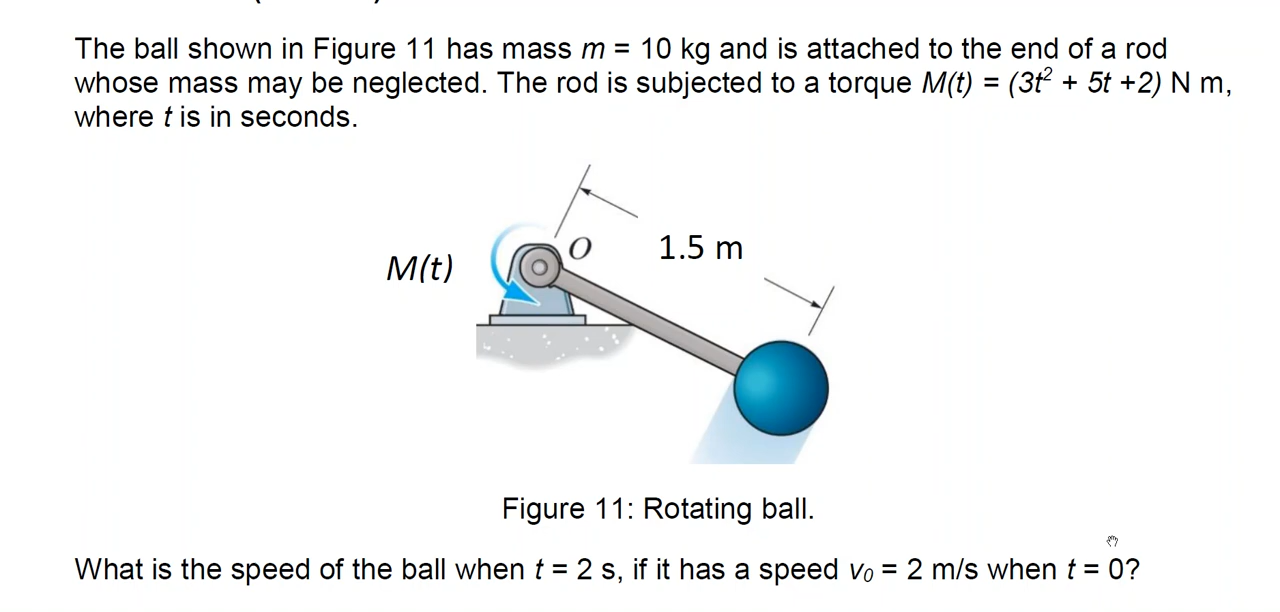 The ball shown in Figure 11 has mass m = 10 kg and is attached to the end of a rod
whose mass may be neglected. The rod is subjected to a torque M(t) = (3t² + 5t +2) N m,
where t is in seconds.
O
1.5 m
M(t)
Figure 11: Rotating ball.
What is the speed of the ball when t = 2 s, if it has a speed v₀ = 2 m/s when t = 0?